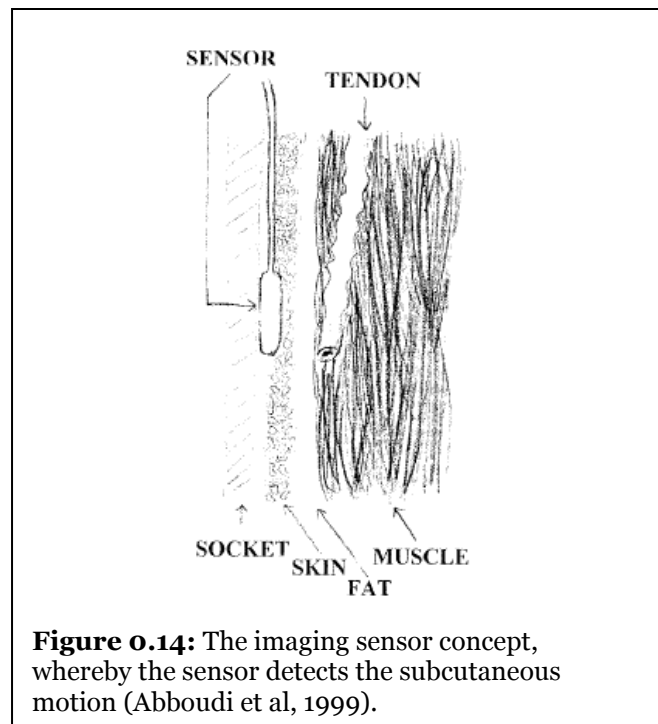 SENSOR
TENDON
SOCKET
SKIN
FAT
MUSCLE
Figure 0.14: The imaging sensor concept,
whereby the sensor detects the subcutaneous
motion (Abboudi et al, 1999).